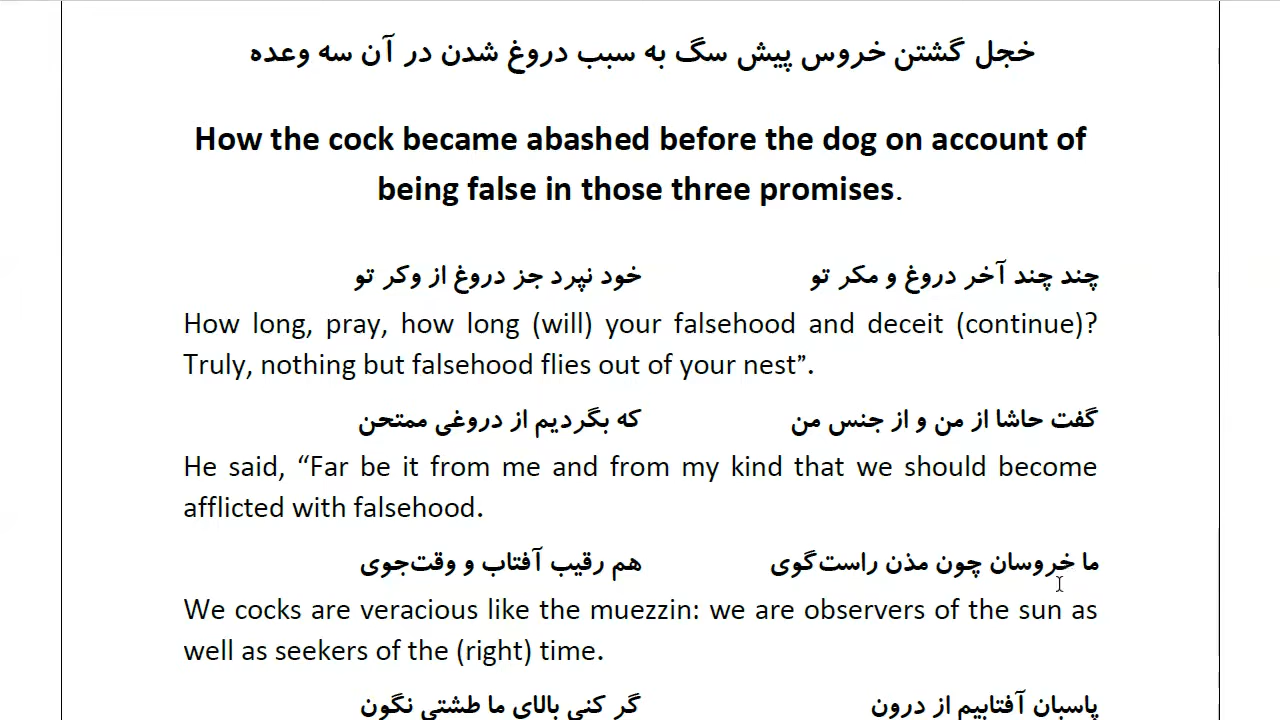 خجل گشتن خروس پیش سگ به سبب دروغ شدن در آن سه وعده
How the cock became abashed before the dog on account of
being false in those three promises.
چند چند آخر دروغ و مکر تو خود نپرد جز دروغ از وکر تو
How long, pray, how long (will) your falsehood and deceit (continue)?
Truly, nothing but falsehood flies out of your nest”.
گفت حاشا از من و از جنس من که بگردیم از دروغی ممتحن
He said, “Far be it from me and from my kind that we should become
afflicted with falsehood.
ما خروسان چون مذن راست‌گوی هم رقیب آفتاب و وقت‌جوی
We cocks are veracious like the muezzin: we are observers of the sun as
well as seekers of the (right) time.
پاسبان آفتابیم از درون گر کنی بالای ما طشتی نگون